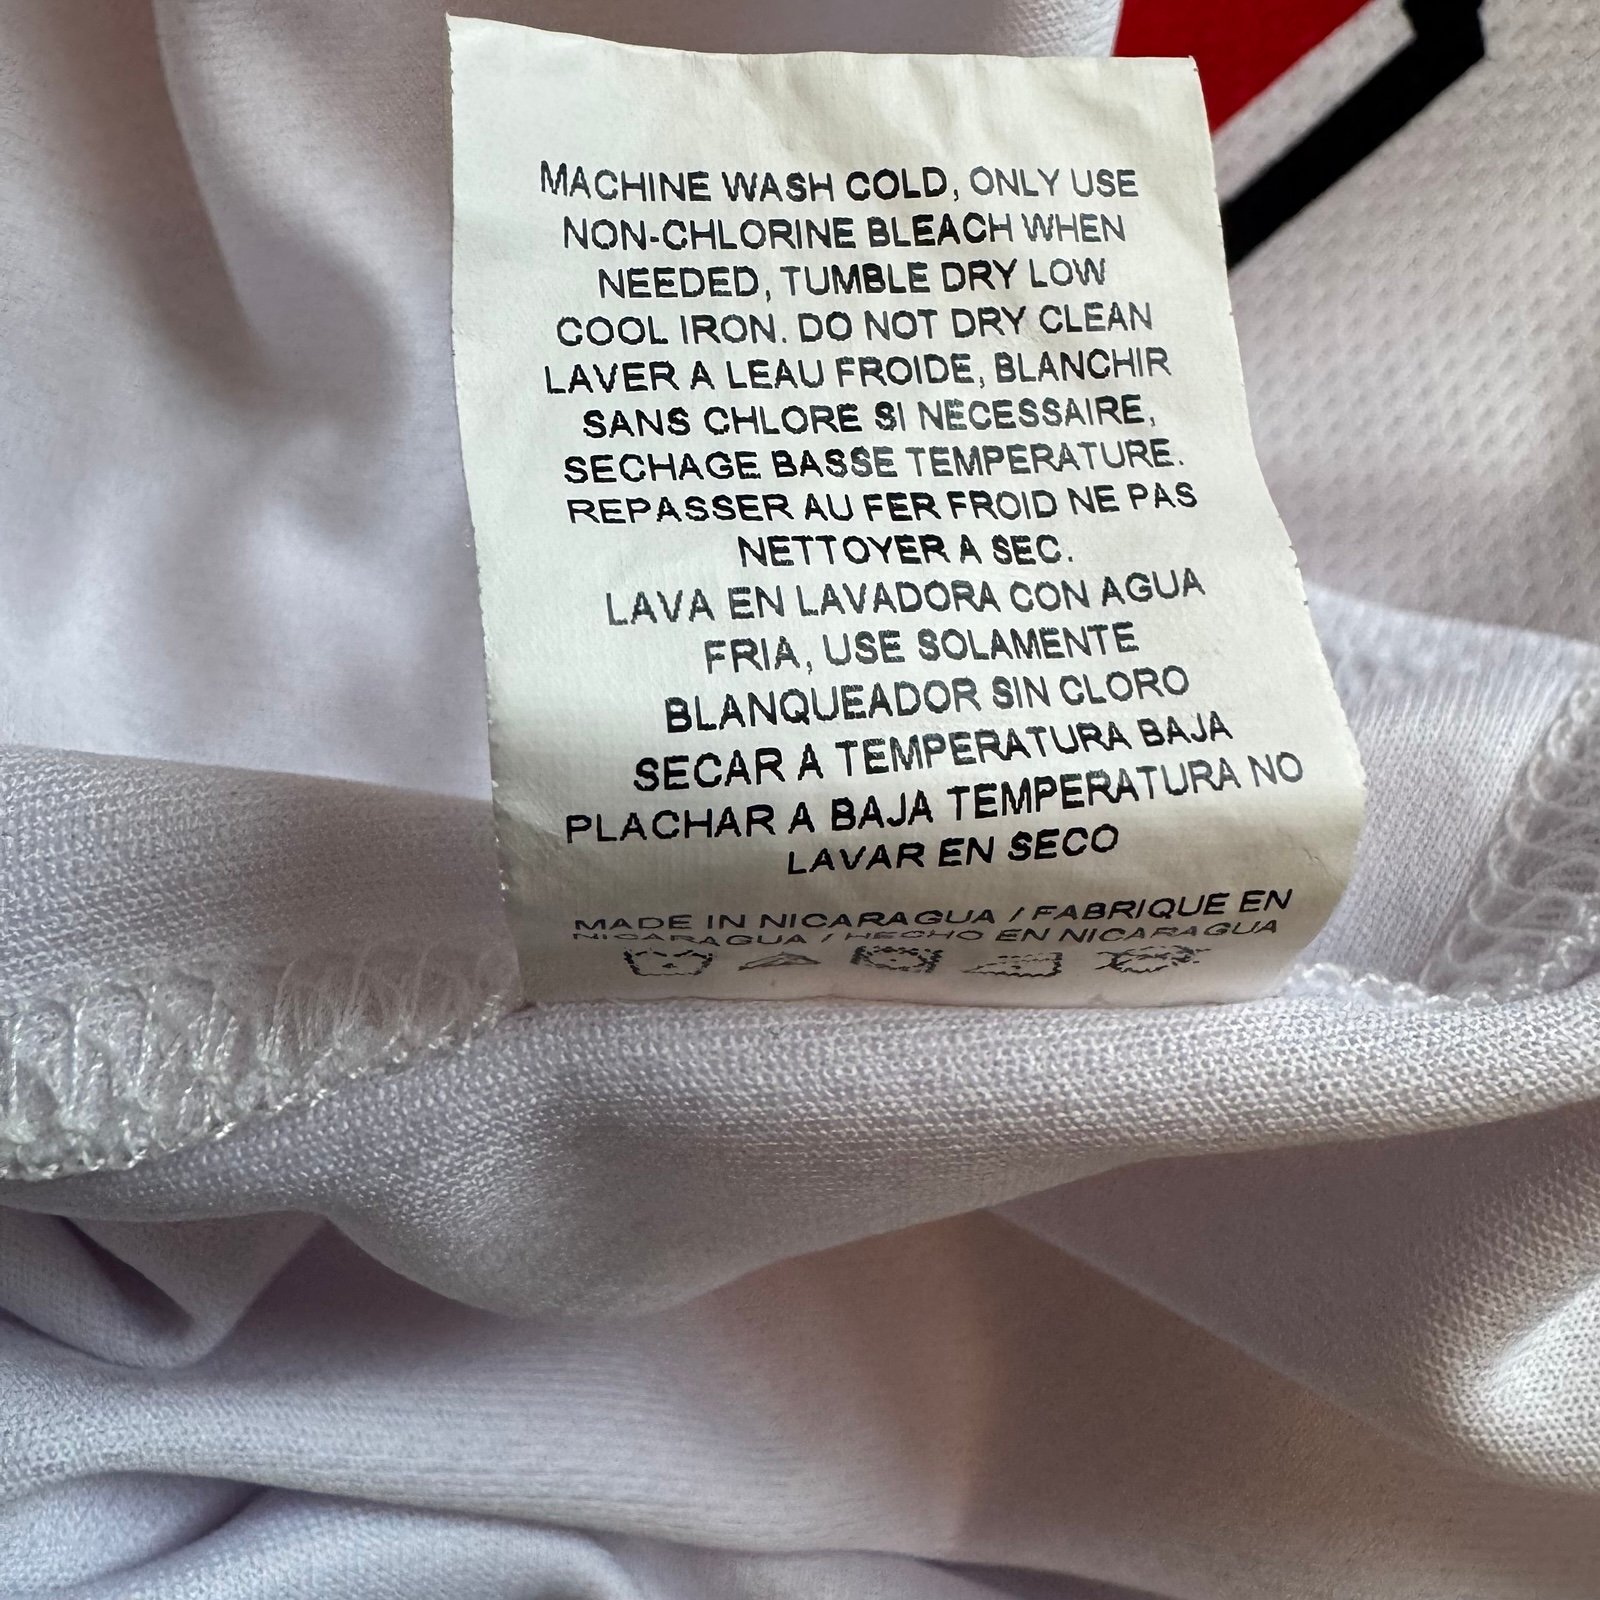 MACHINE WASH COLD, ONLY USE
NON-CHLORINE BLEACH WHEN
NEEDED, TUMBLE DRY LOW
COOL IRON. DO NOT DRY CLEAN
LAVER A LEAU FROIDE, BLANCHIR
SANS CHLORE SI NECESSAIRE,
SECHAGE BASSE TEMPERATURE.
REPASSER AU FER FROID NE PAS
NETTOYER A SEC.
LAVA EN LAVADORA CON AGUA
FRIA, USE SOLAMENTE
BLANQUEADOR SIN CLORO
SECAR A TEMPERATURA BAJA
PLACHAR A BAJA TEMPERATURA NO
LAVAR EN SECO
MADE IN NICARAGUA / FABRIQUE EN
NICARAGUA / HECHO EN NICARAGUA